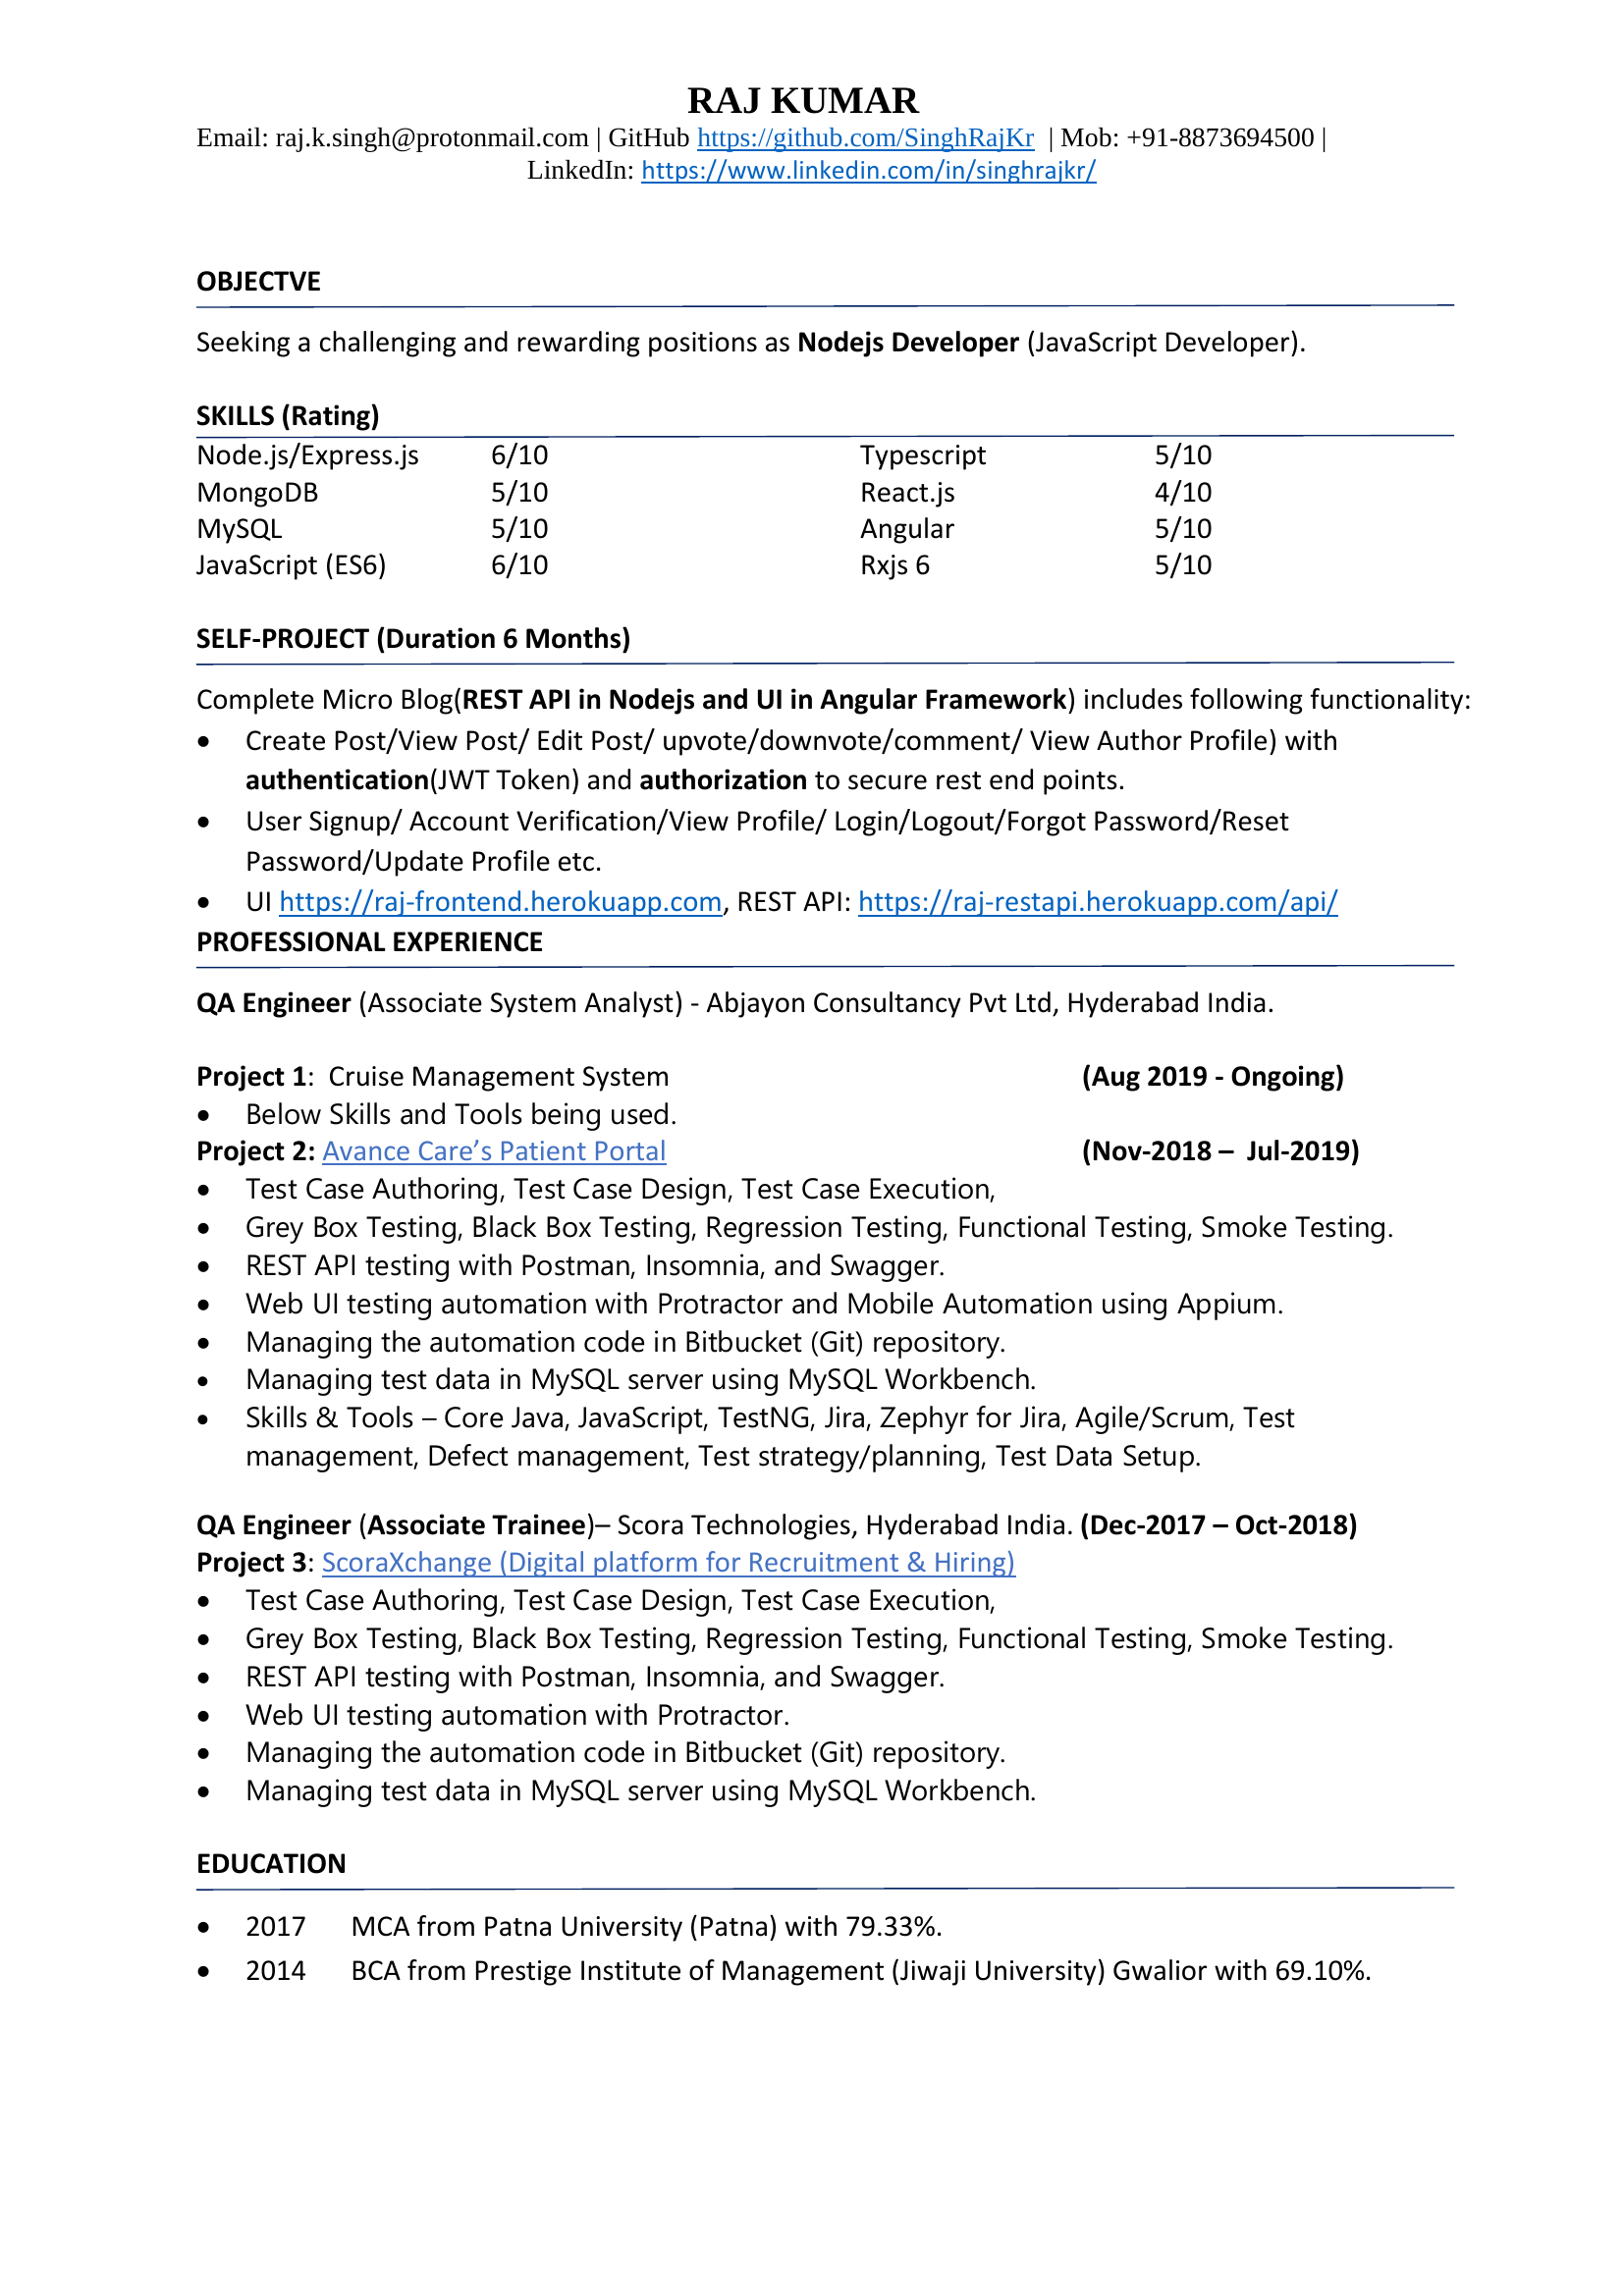 RAJ KUMAR
Email: raj.k.singh@protonmail.com | GitHub https://github.com/SinghRajKr | Mob: +91-8873694500 |
LinkedIn: https://www.linkedin.com/in/singhrajkr/
OBJECTVE
Seeking a challenging and rewarding positions as Nodejs Developer (JavaScript Developer).
SKILLS (Rating)
Node.js/Express.js 6/10 Typescript 5/10
MongoDB 5/10 React.js 4/10
MySQL 5/10 Angular 5/10
JavaScript (ES6) 6/10 Rxjs 6 5/10
SELF-PROJECT (Duration 6 Months)
Complete Micro Blog(REST API in Nodejs and UI in Angular Framework) includes following functionality:
• Create Post/View Post/ Edit Post/ upvote/downvote/comment/ View Author Profile) with
authentication(JWT Token) and authorization to secure rest end points.
• User Signup/ Account Verification/View Profile/ Login/Logout/Forgot Password/Reset
Password/Update Profile etc.
• UI https://raj-frontend.herokuapp.com, REST API: https://raj-restapi.herokuapp.com/api/
PROFESSIONAL EXPERIENCE
QA Engineer (Associate System Analyst) - Abjayon Consultancy Pvt Ltd, Hyderabad India.
Project 1: Cruise Management System (Aug 2019 - Ongoing)
• Below Skills and Tools being used.
Project 2: Avance Care’s Patient Portal (Nov-2018 – Jul-2019)
• Test Case Authoring, Test Case Design, Test Case Execution,
• Grey Box Testing, Black Box Testing, Regression Testing, Functional Testing, Smoke Testing.
• REST API testing with Postman, Insomnia, and Swagger.
• Web UI testing automation with Protractor and Mobile Automation using Appium.
• Managing the automation code in Bitbucket (Git) repository.
• Managing test data in MySQL server using MySQL Workbench.
• Skills & Tools – Core Java, JavaScript, TestNG, Jira, Zephyr for Jira, Agile/Scrum, Test
management, Defect management, Test strategy/planning, Test Data Setup.
QA Engineer (Associate Trainee)– Scora Technologies, Hyderabad India. (Dec-2017 – Oct-2018)
Project 3: ScoraXchange (Digital platform for Recruitment & Hiring)
• Test Case Authoring, Test Case Design, Test Case Execution,
• Grey Box Testing, Black Box Testing, Regression Testing, Functional Testing, Smoke Testing.
• REST API testing with Postman, Insomnia, and Swagger.
• Web UI testing automation with Protractor.
• Managing the automation code in Bitbucket (Git) repository.
• Managing test data in MySQL server using MySQL Workbench.
EDUCATION
• 2017 MCA from Patna University (Patna) with 79.33%.
• 2014 BCA from Prestige Institute of Management (Jiwaji University) Gwalior with 69.10%.